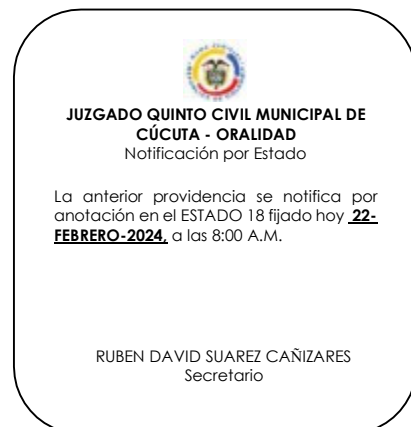 JUZGADO QUINTO CIVIL MUNICIPAL DE
CÚCUTA - ORALIDAD
Notificación por Estado
La anterior providencia se notifica por
anotación en el ESTADO 18 fijado hoy 22-
FEBRERO-2024, a las 8:00 A.M.
RUBEN DAVID SUAREZ CAÑIZARES
Secretario